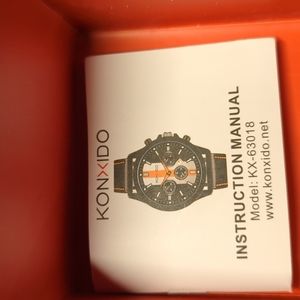 KONXIDO
INSTRUCTION MANUAL
Model: KX-63018
www.konxido.net